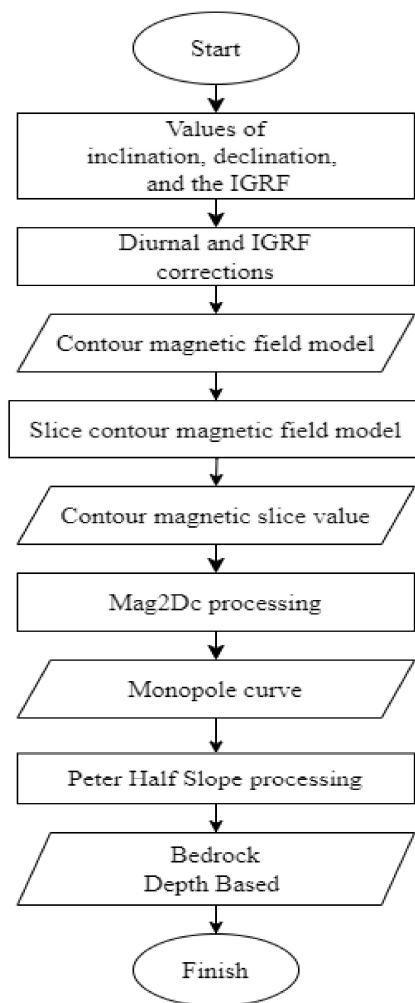 Start
Values of
inclination, declination,
and the IGRF
Diurnal and IGRF
corrections
Contour magnetic field model
Slice contour magnetic field model
Contour magnetic slice value
Mag2Dc processing
Monopole curve
Peter Half Slope processing
Bedrock
Depth Based
Finish